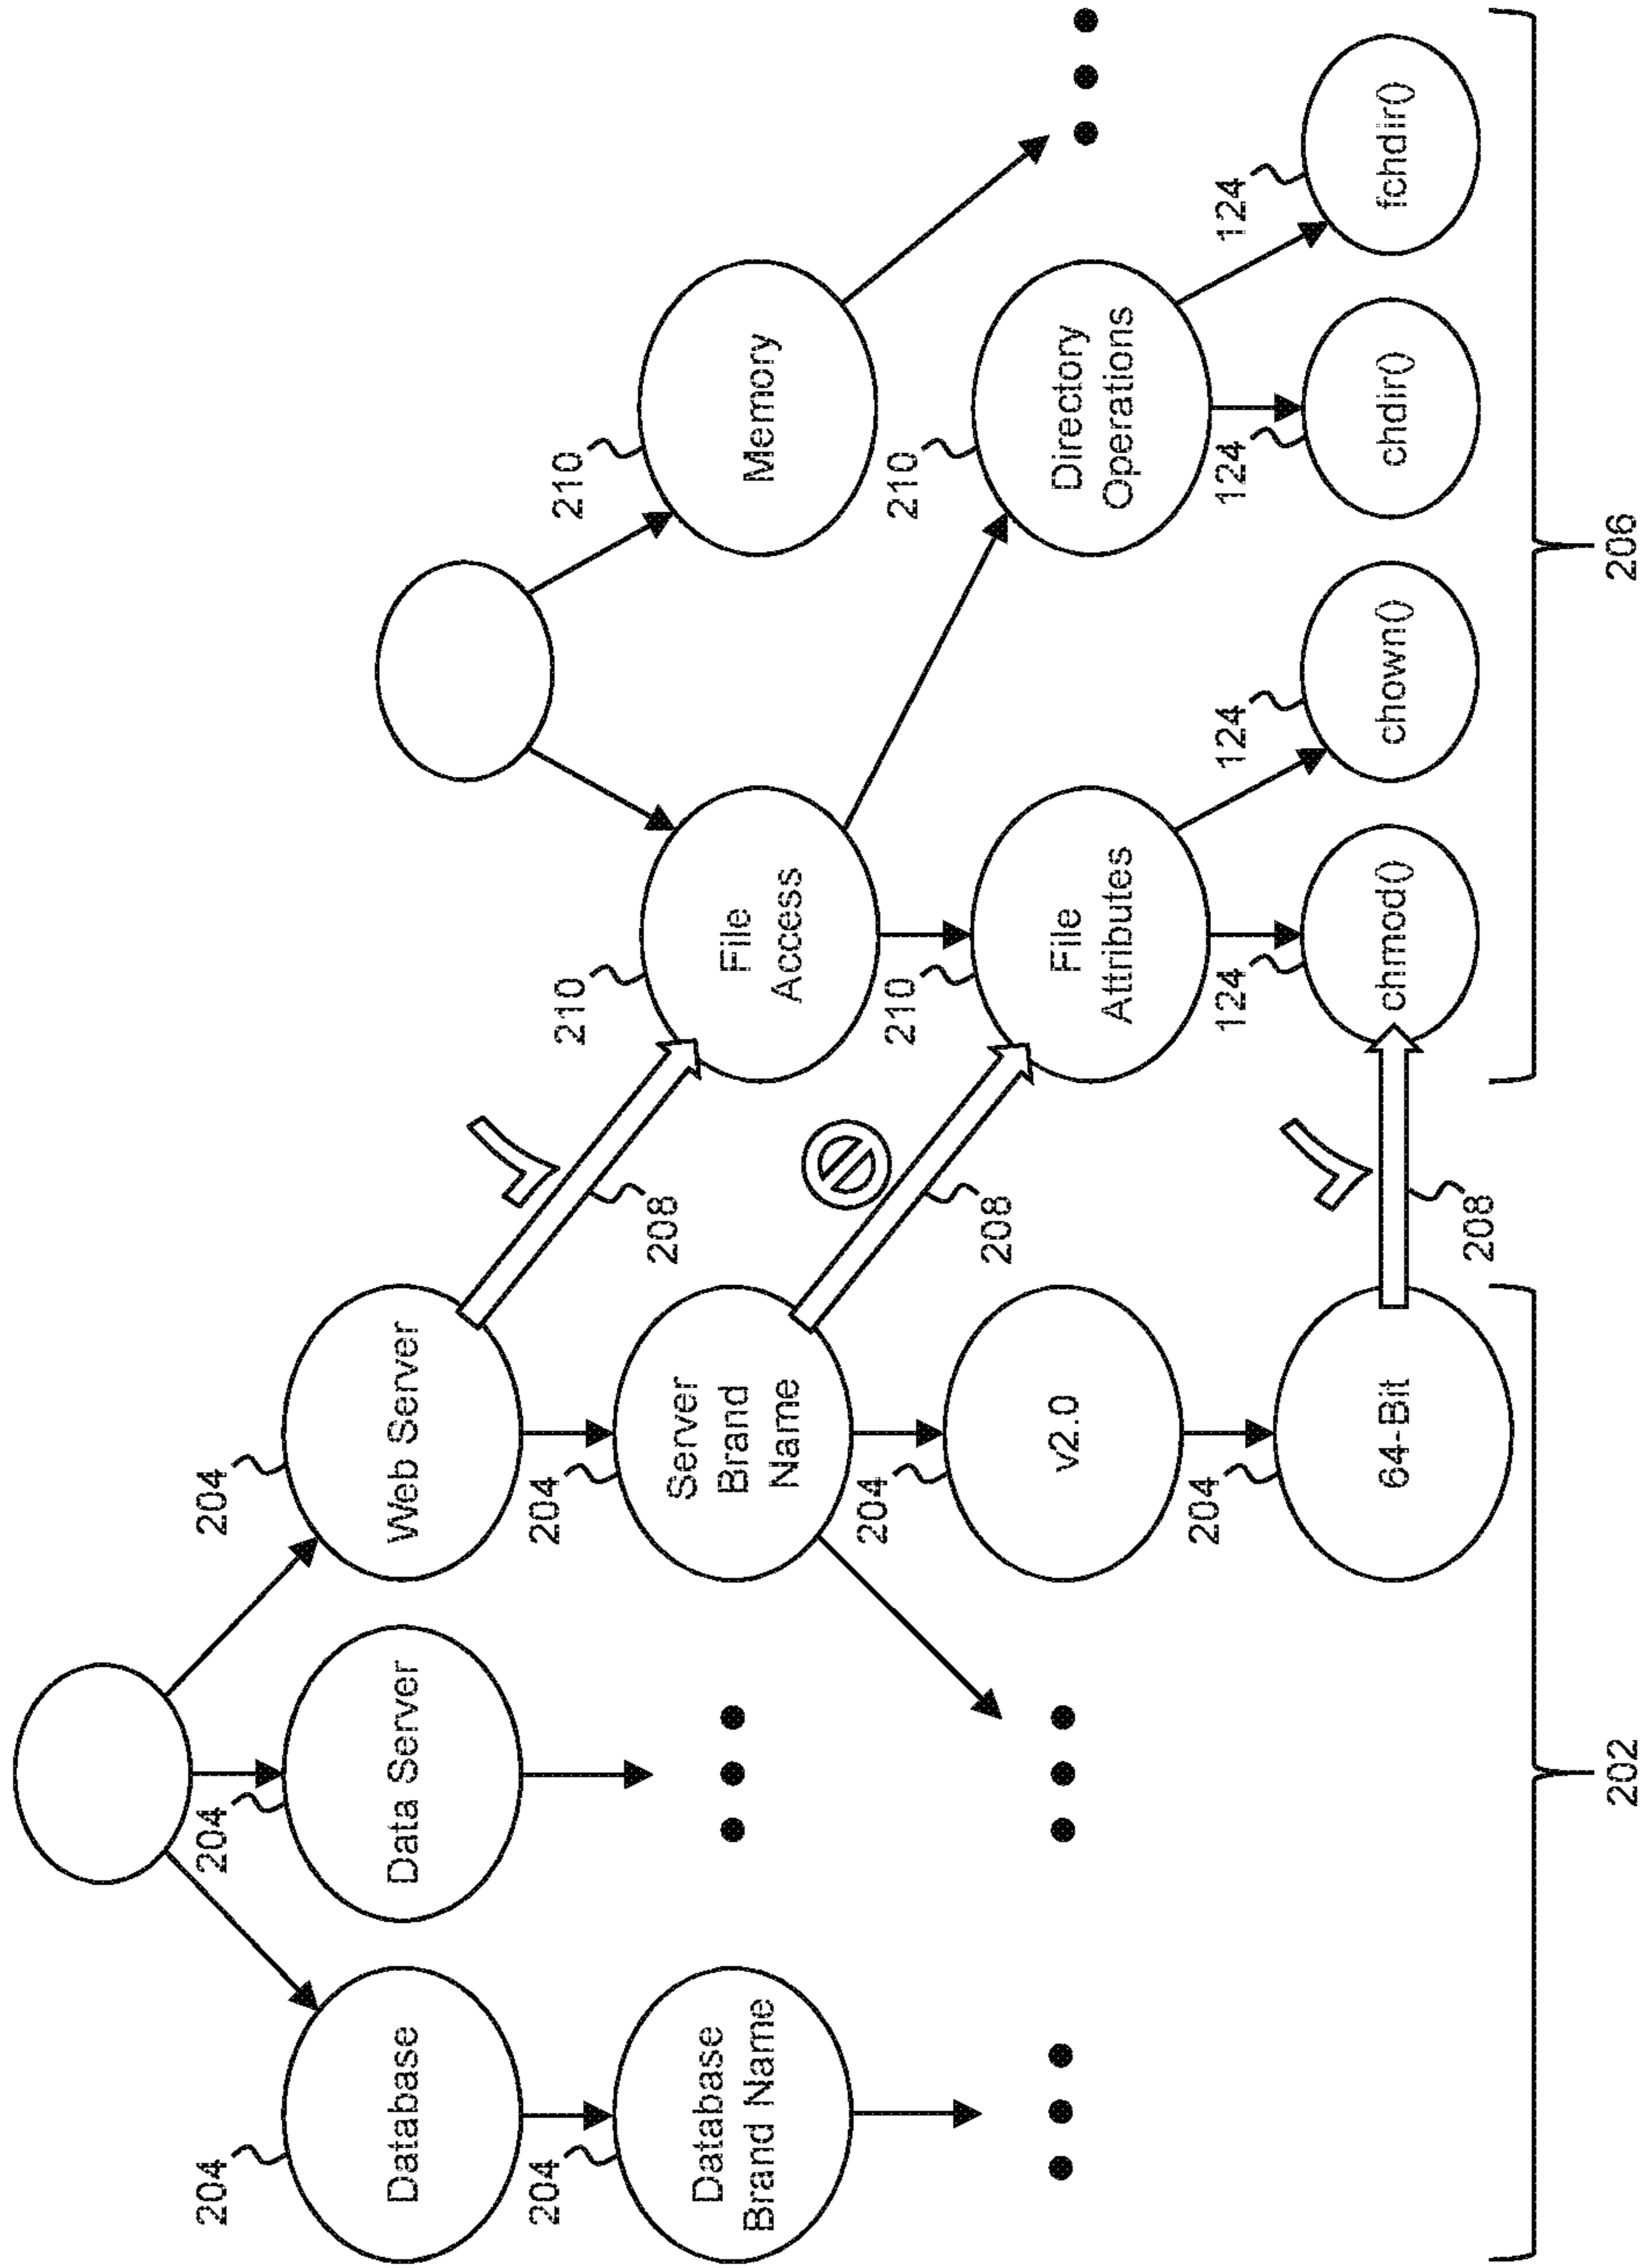 204
Database
204
Data Server
204
Web Server
204
Database
Brand Name
204
Server
Brand
Name
204
v2.0
204
64-Bit
202
208
208
208
210
File
Access
210
Memory
210
File
Attributes
210
Directory
Operations
124
chmod()
124
chown()
124
chdir()
124
fchdir()
206